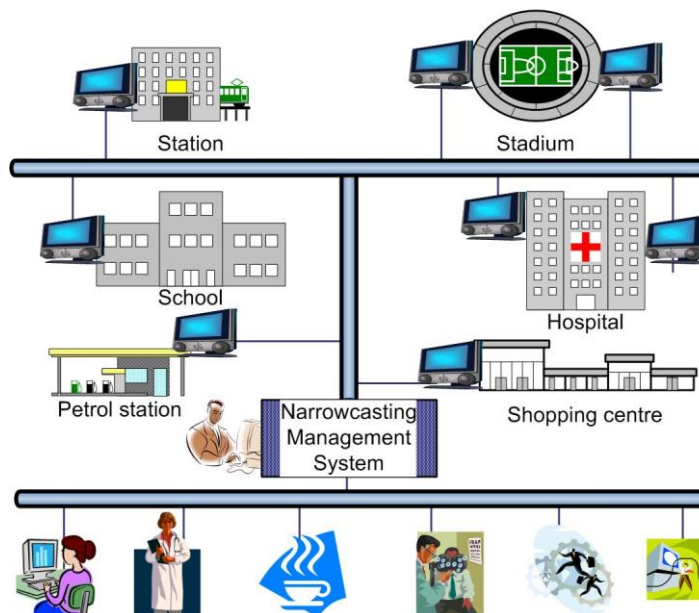 Station
Stadium
School
Hospital
Petrol station
Shopping centre
Narrowcasting
Management
System